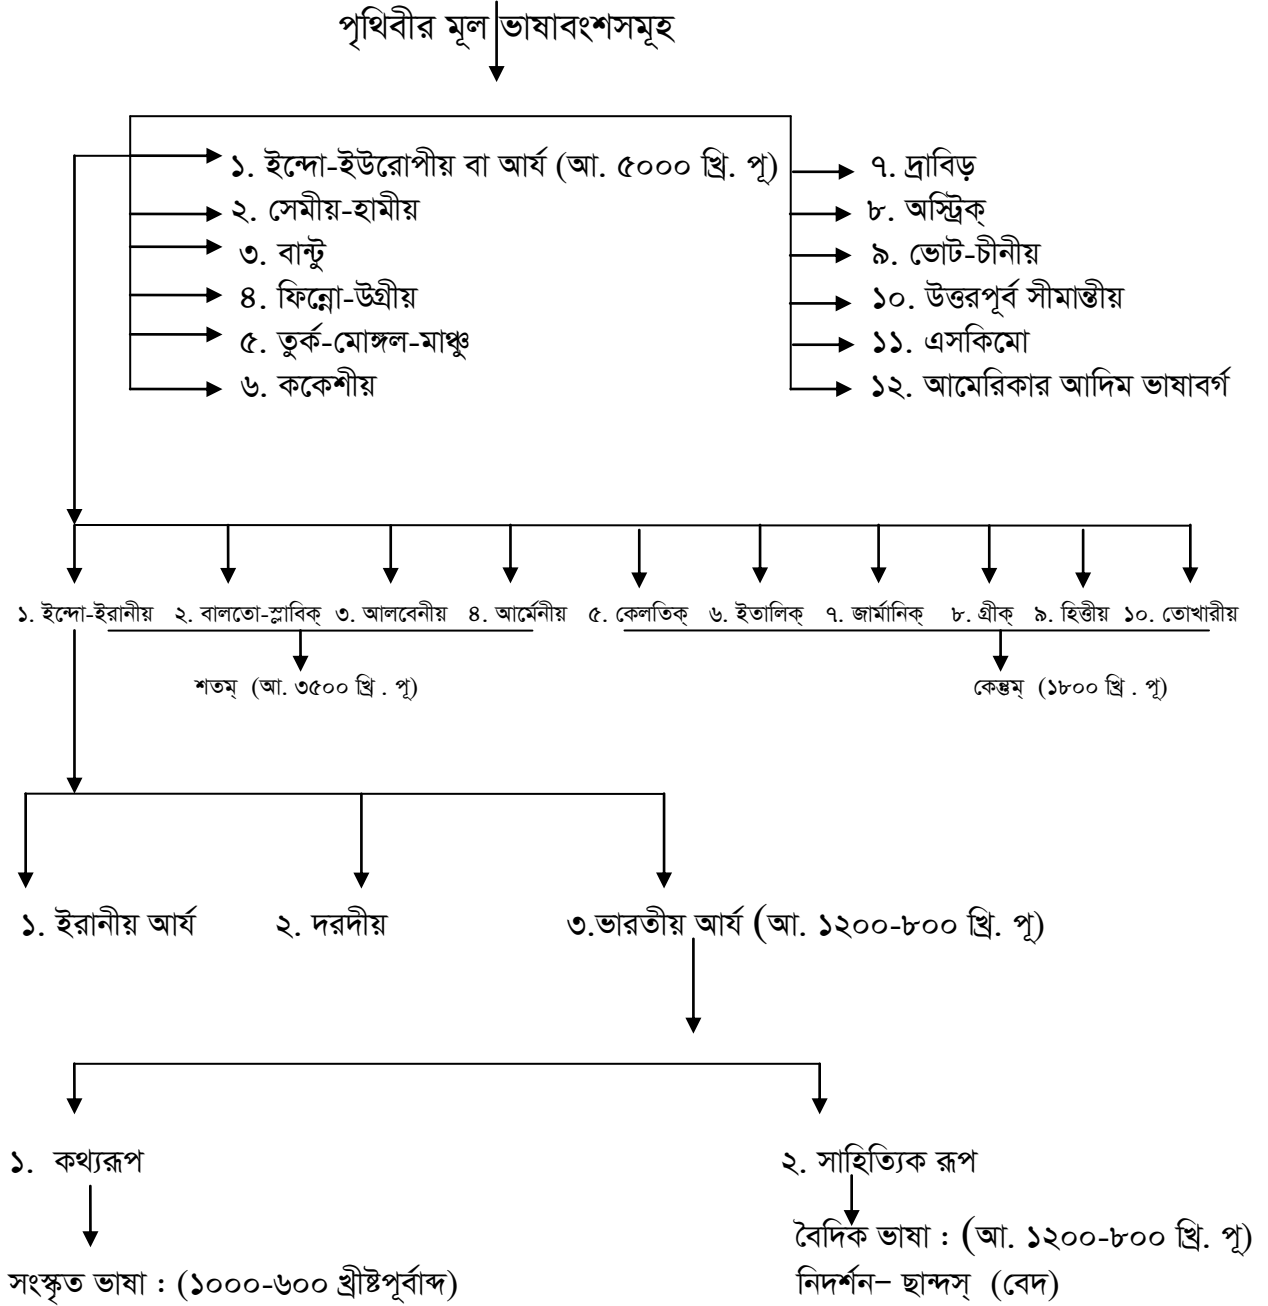 পৃথিবীর মূল ভাষাবংশসমূহ
১. ইন্দো-ইউরোপীয় বা আর্য (আ. ৫০০০ খ্রি. পূ)
২. সেমীয়-হামীয়
৩. বান্টু
৪. ফিন্নো-উগ্রীয়
৫. তুর্ক-মোঙ্গল-মাঞ্চু
৬. ককেশীয়
৭. দ্রাবিড়
৮. অস্ট্রিক্
৯. ভোট-চীনীয়
১০. উত্তরপূর্ব সীমান্তীয়
১১. এসকিমো
১২. আমেরিকার আদিম ভাষাবর্গ
১. ইন্দো-ইরানীয় ২. বালতো-স্লাবিক্ ৩. আলবেনীয় ৪. আর্মেনীয় ৫. কেলতিক্ ৬. ইতালিক্ ৭. জার্মানিক্ ৮. গ্রীক্ ৯. হিত্তীয় ১০. তোখারীয়
শতম্ (আ. ৩৫০০ খ্রি . পূ) কেন্তুম্ (১৮০০ খ্রি . পূ)
১. ইরানীয় আর্য ২. দরদীয় ৩.ভারতীয় আর্য (আ. ১২০০-৮০০ খ্রি. পূ)
১. কথ্যরূপ ২. সাহিত্যিক রূপ
বৈদিক ভাষা : (আ. ১২০০-৮০০ খ্রি. পূ)
সংস্কৃত ভাষা : (১০০০-৬০০ খ্রীষ্টপূর্বাব্দ) নিদর্শন– ছান্দস্ (বেদ)